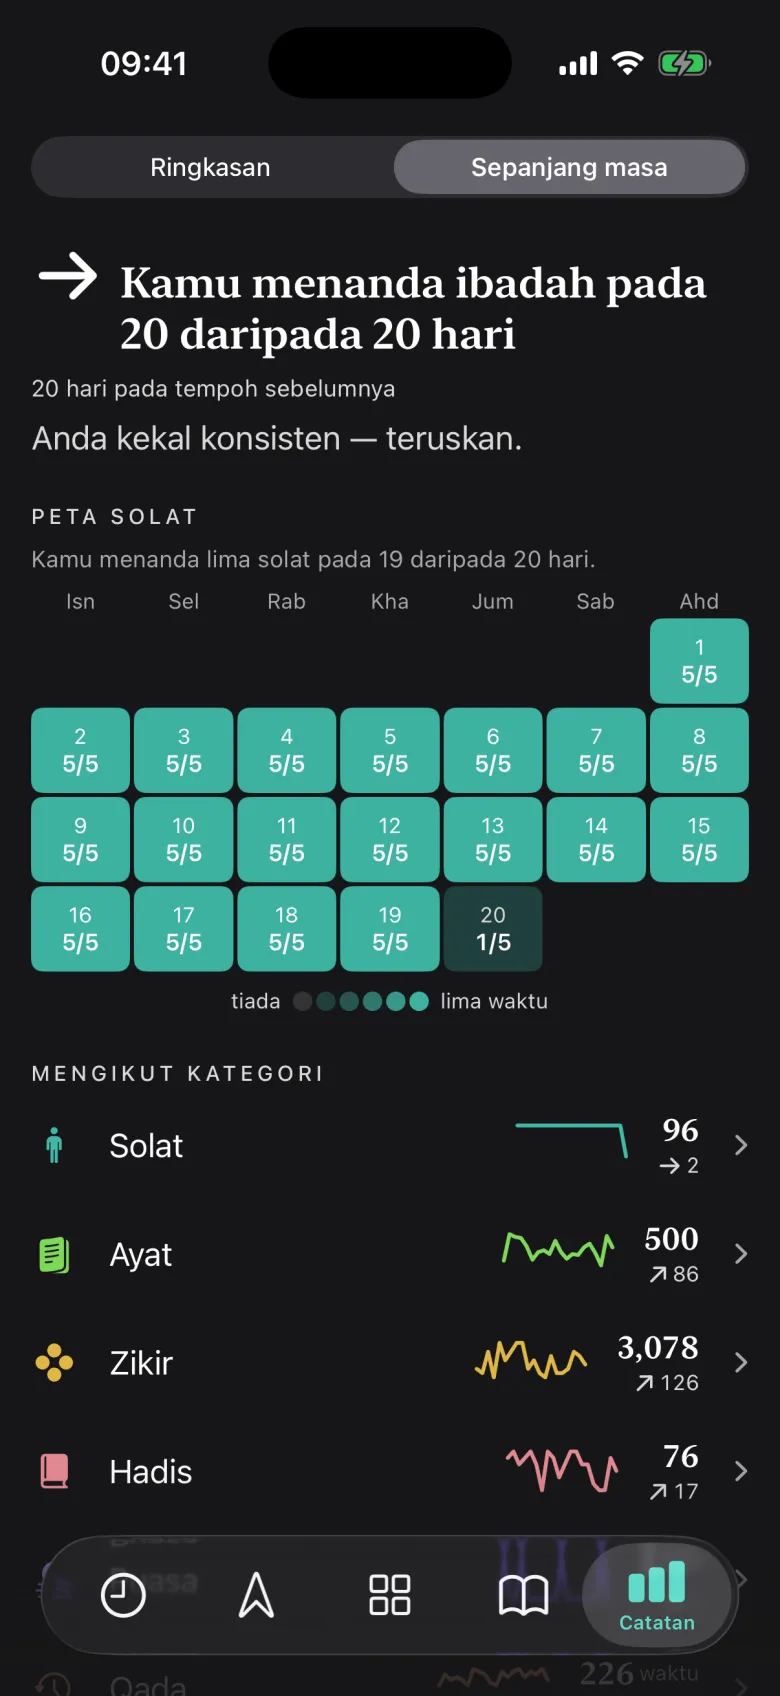 09:41
Ringkasan
Sepanjang masa
Kamu menanda ibadah pada
20 daripada 20 hari
20 hari pada tempoh sebelumnya
Anda kekal konsisten — teruskan.
PETA SOLAT
Kamu menanda lima solat pada 19 daripada 20 hari.
Isn Sel Rab Kha Jum Sab Ahd
1
5/5
2 3 4 5 6 7 8
5/5 5/5 5/5 5/5 5/5 5/5 5/5
9 10 11 12 13 14 15
5/5 5/5 5/5 5/5 5/5 5/5 5/5
16 17 18 19 20
5/5 5/5 5/5 5/5 1/5
tiada lima waktu
MENGIKUT KATEGORI
Solat 96
→ 2
Ayat 500
↗ 86
Zikir 3,078
↗ 126
Hadis 76
↗ 17
Catatan
Qada 226 waktu